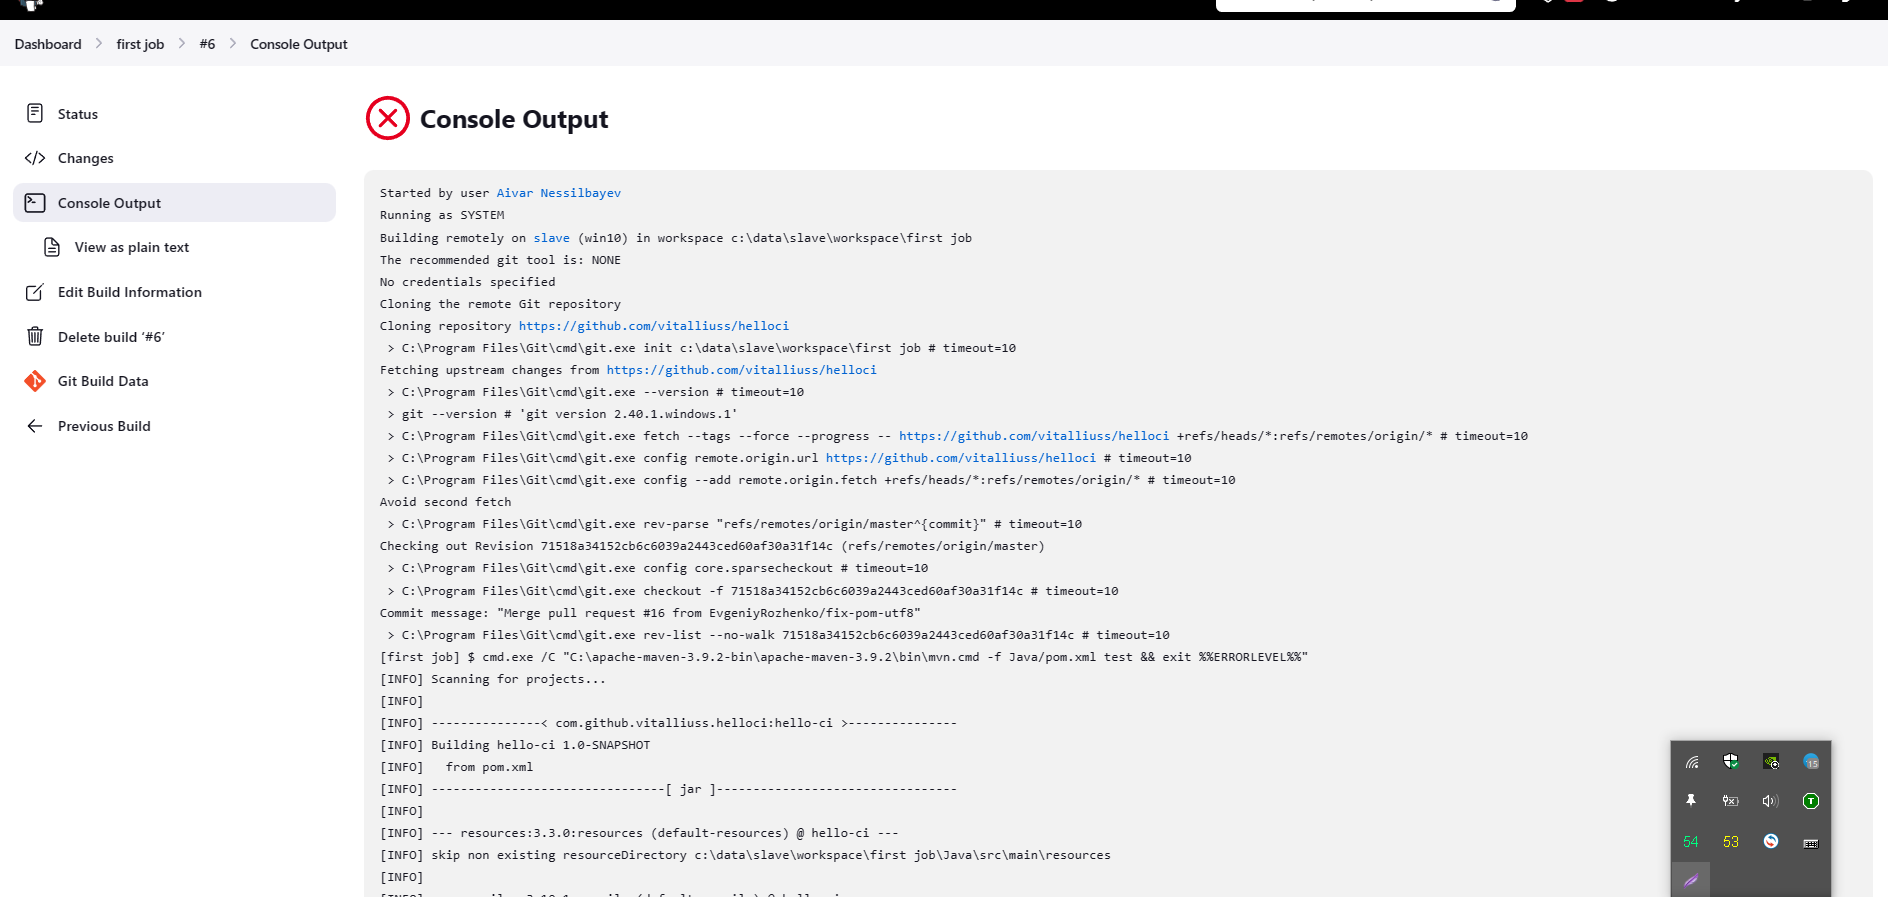 Dashboard > first job > #6 > Console Output
Status
Changes
Console Output
View as plain text
Edit Build Information
Delete build ‘#6’
Git Build Data
Previous Build
Console Output
Started by user Aivar Nessilbayev
Running as SYSTEM
Building remotely on slave (win10) in workspace c:\data\slave\workspace\first job
The recommended git tool is: NONE
No credentials specified
Cloning the remote Git repository
Cloning repository https://github.com/vitalliuss/helloci
> C:\Program Files\Git\cmd\git.exe init c:\data\slave\workspace\first job # timeout=10
Fetching upstream changes from https://github.com/vitalliuss/helloci
> C:\Program Files\Git\cmd\git.exe --version # timeout=10
> git --version # 'git version 2.40.1.windows.1'
> C:\Program Files\Git\cmd\git.exe fetch --tags --force --progress -- https://github.com/vitalliuss/helloci +refs/heads/*:refs/remotes/origin/* # timeout=10
> C:\Program Files\Git\cmd\git.exe config remote.origin.url https://github.com/vitalliuss/helloci # timeout=10
> C:\Program Files\Git\cmd\git.exe config --add remote.origin.fetch +refs/heads/*:refs/remotes/origin/* # timeout=10
Avoid second fetch
> C:\Program Files\Git\cmd\git.exe rev-parse "refs/remotes/origin/master^{commit}" # timeout=10
Checking out Revision 71518a34152cb6c6039a2443ced60af30a31f14c (refs/remotes/origin/master)
> C:\Program Files\Git\cmd\git.exe config core.sparsecheckout # timeout=10
> C:\Program Files\Git\cmd\git.exe checkout -f 71518a34152cb6c6039a2443ced60af30a31f14c # timeout=10
Commit message: "Merge pull request #16 from EvgeniyRozhenko/fix-pom-utf8"
> C:\Program Files\Git\cmd\git.exe rev-list --no-walk 71518a34152cb6c6039a2443ced60af30a31f14c # timeout=10
[first job] $ cmd.exe /C "C:\apache-maven-3.9.2-bin\apache-maven-3.9.2\bin\mvn.cmd -f Java/pom.xml test && exit %%ERRORLEVEL%%"
[INFO] Scanning for projects...
[INFO]
[INFO] ---------------< com.github.vitalliuss.helloci:hello-ci >---------------
[INFO] Building hello-ci 1.0-SNAPSHOT
[INFO]   from pom.xml
[INFO] --------------------------------[ jar ]---------------------------------
[INFO]
[INFO] --- resources:3.3.0:resources (default-resources) @ hello-ci ---
[INFO] skip non existing resourceDirectory c:\data\slave\workspace\first job\Java\src\main\resources
[INFO]
15
T
54
53